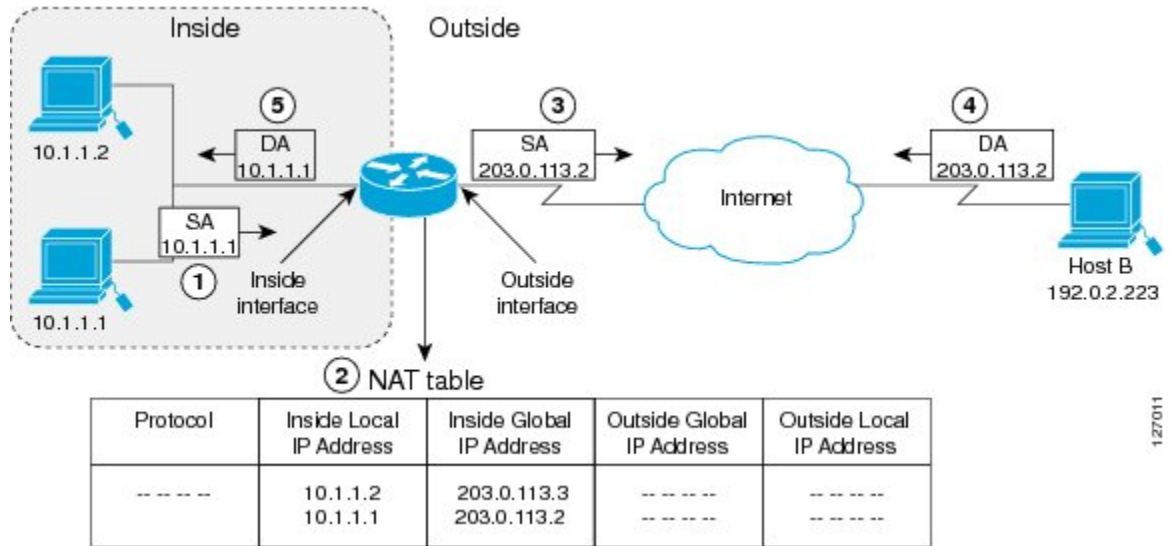 Inside
Outside
10.1.1.2
5
DA
10.1.1.1
3
SA
203.0.113.2
4
DA
203.0.113.2
Internet
SA
10.1.1.1
1
10.1.1.1
Inside
interface
Outside
interface
Host B
192.0.2.223
2 NAT table
Protocol
Inside Local
IP Address
Inside Global
IP Address
Outside Global
IP Address
Outside Local
IP Address
-- -- -- -- 10.1.1.2 203.0.113.3 -- -- -- -- -- -- -- --
10.1.1.1 203.0.113.2 -- -- -- -- -- -- -- --
127011